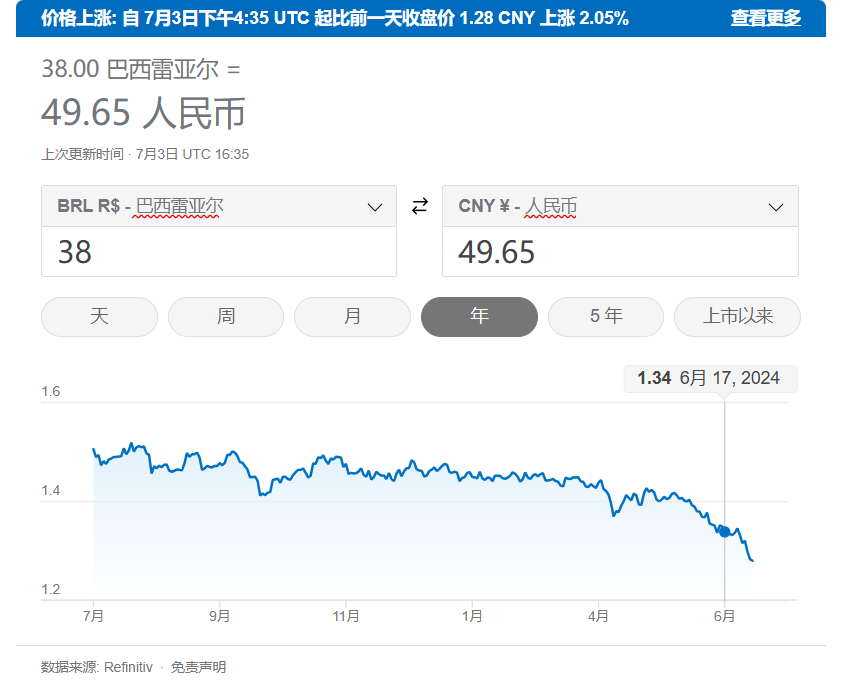 价格上涨: 自 7月3日下午4:35 UTC 起比前一天收盘价 1.28 CNY 上涨 2.05% 查看更多
38.00 巴西雷亚尔 =
49.65 人民币
上次更新时间 · 7月3日 UTC 16:35
BRL R$ - 巴西雷亚尔 CNY ¥ - 人民币
38 49.65
天 周 月 年 5 年 上市以来
1.34 6月 17, 2024
1.6
1.4
1.2
7月 9月 11月 1月 4月 6月
数据来源: Refinitiv · 免责声明